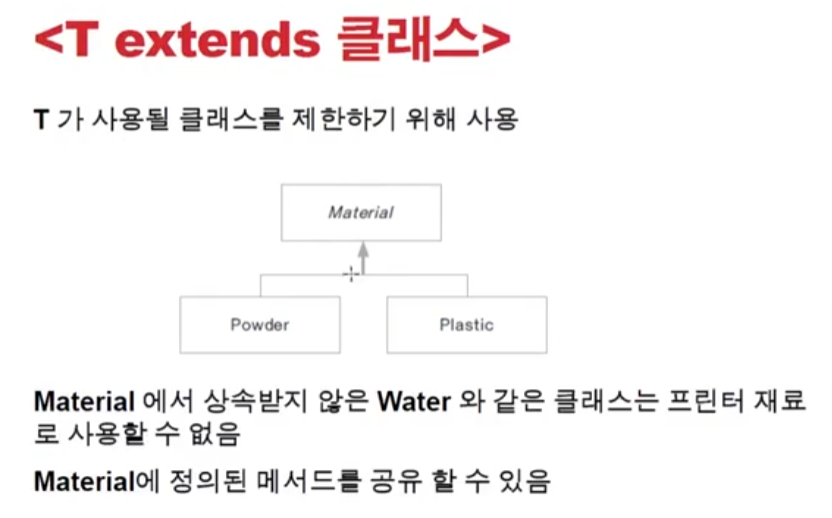 <T extends 클래스>
T 가 사용될 클래스를 제한하기 위해 사용
Material
Powder
Plastic
Material 에서 상속받지 않은 Water 와 같은 클래스는 프린터 재료
로 사용할 수 없음
Material에 정의된 메서드를 공유 할 수 있음